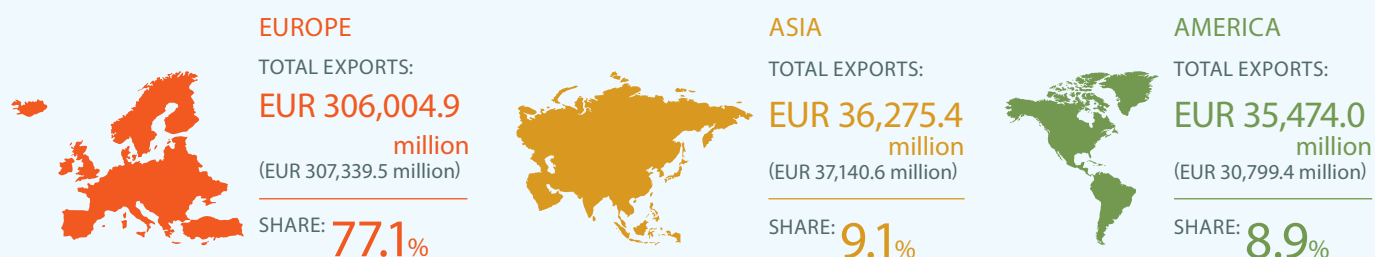 EUROPE
TOTAL EXPORTS:
EUR 306,004.9
million
(EUR 307,339.5 million)
SHARE: 77.1%
ASIA
TOTAL EXPORTS:
EUR 36,275.4
million
(EUR 37,140.6 million)
SHARE: 9.1%
AMERICA
TOTAL EXPORTS:
EUR 35,474.0
million
(EUR 30,799.4 million)
SHARE: 8.9%